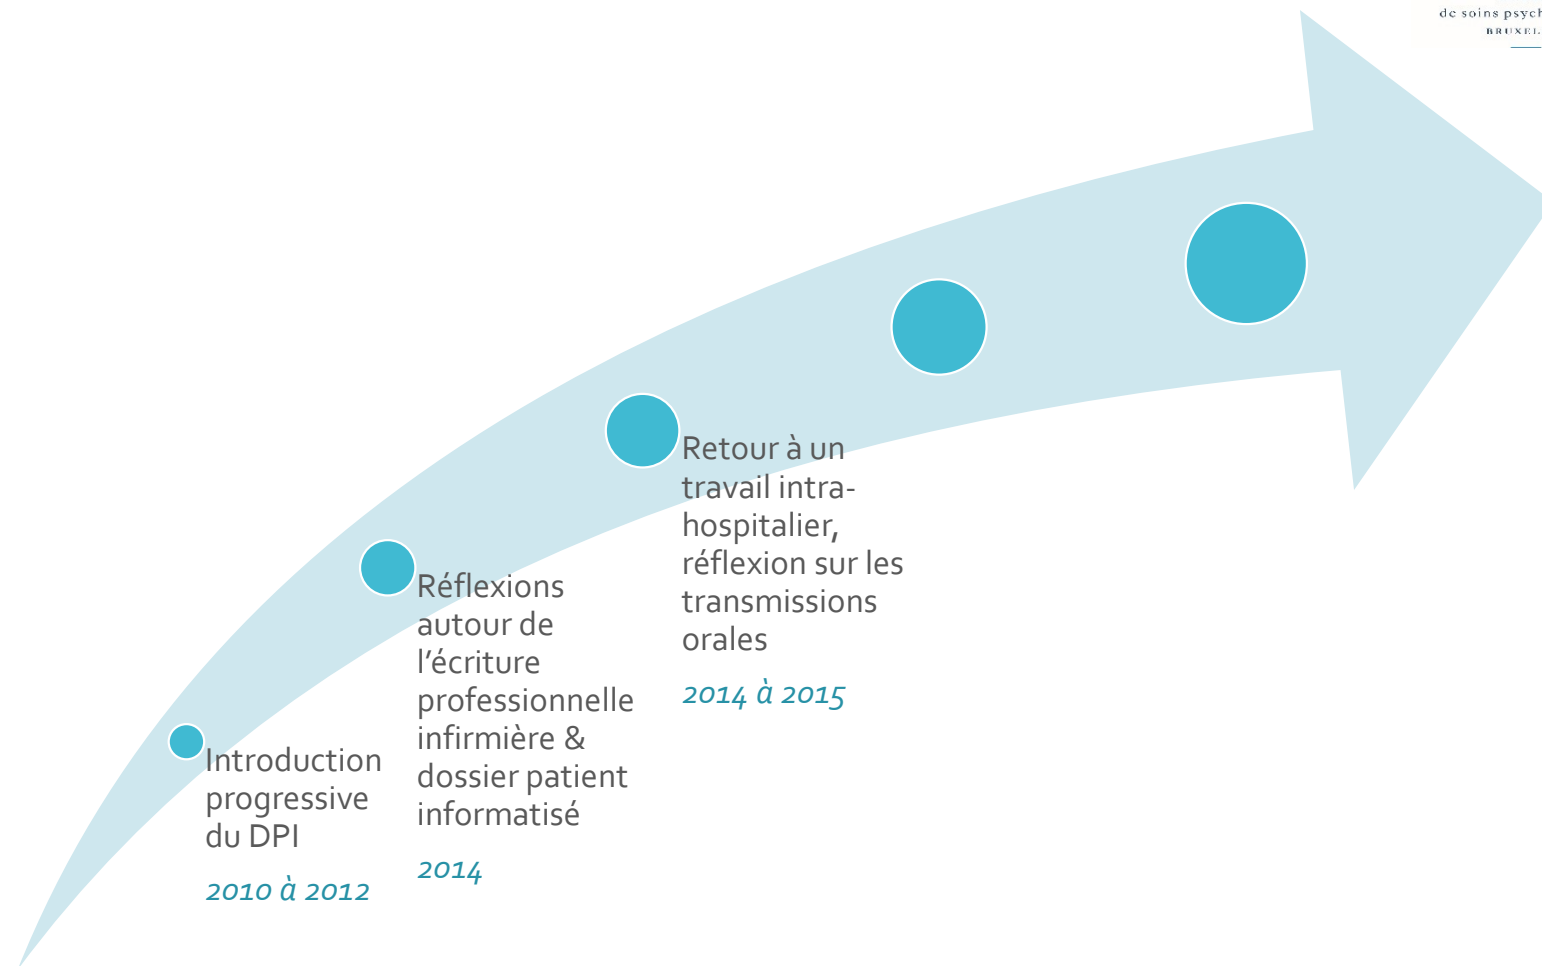 de soins
Introduction
progressive
du DPI
2010 à 2012
Réflexions
autour de
l'écriture
professionnelle
infirmière &
dossier patient
informatisé
2014
Retour à un
travail intra-
hospitalier,
réflexion sur les
transmissions
orales
2014 à 2015